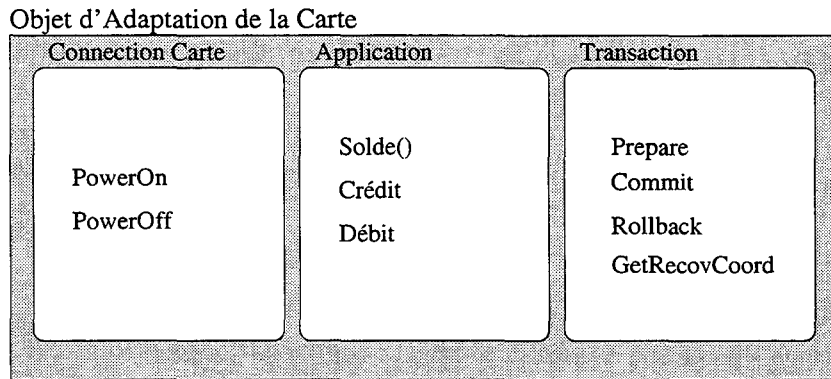 Objet d'Adaptation de la Carte
Connection Carte
PowerOn
PowerOff
Application
Solde()
Crédit
Débit
Transaction
Prepare
Commit
Rollback
GetRecovCoord